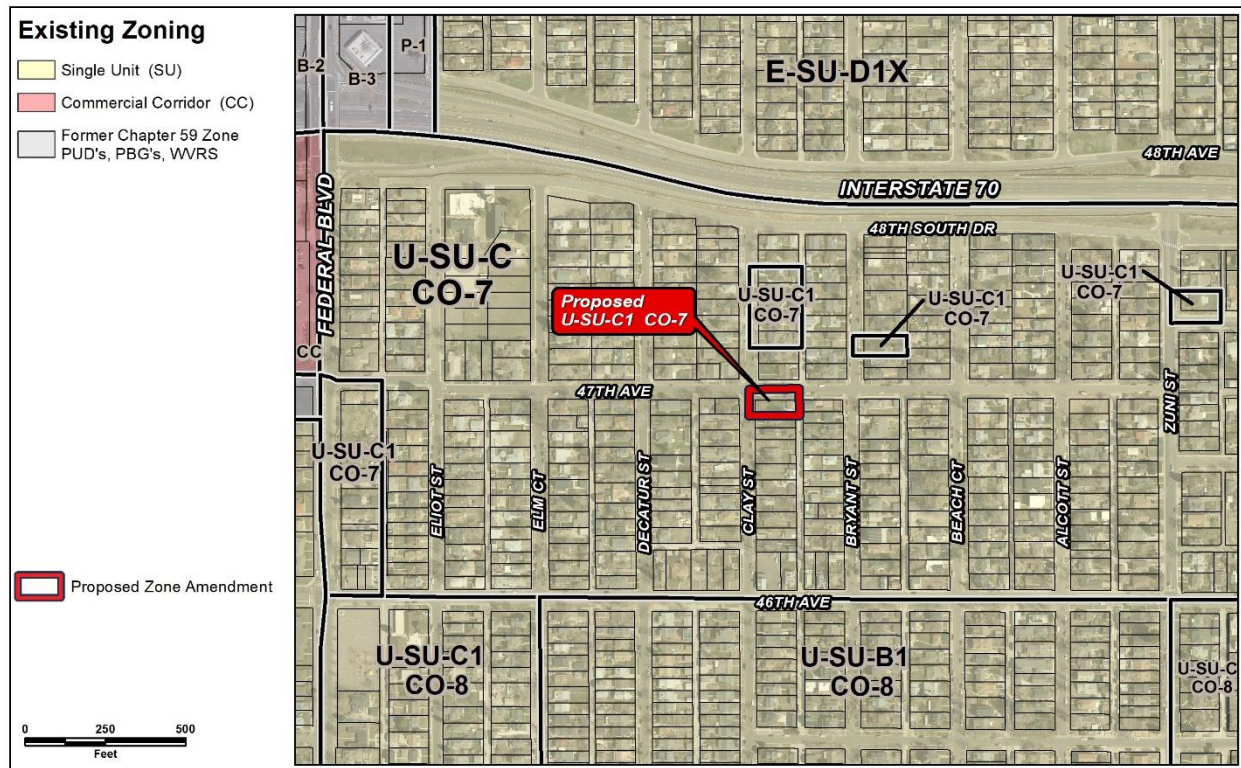 Existing Zoning
Single Unit (SU)
Commercial Corridor (CC)
Former Chapter 59 Zone
PUD's, PBG's, WVRS
Proposed Zone Amendment
0 250 500
Feet
B-2
B-3
P-1
E-SU-D1X
48TH AVE
INTERSTATE 70
48TH SOUTH DR
FEDERAL BLVD
U-SU-C
CO-7
Proposed
U-SU-C1 CO-7
U-SU-C1
CO-7
U-SU-C1
CO-7
U-SU-C1
CO-7
CC
47TH AVE
ZUNI ST
U-SU-C1
CO-7
ELIOT ST
ELM CT
DECATUR ST
CLAY ST
BRYANT ST
BEACH CT
ALCOTT ST
46TH AVE
U-SU-C1
CO-8
U-SU-B1
CO-8
U-SU-C
CO-8